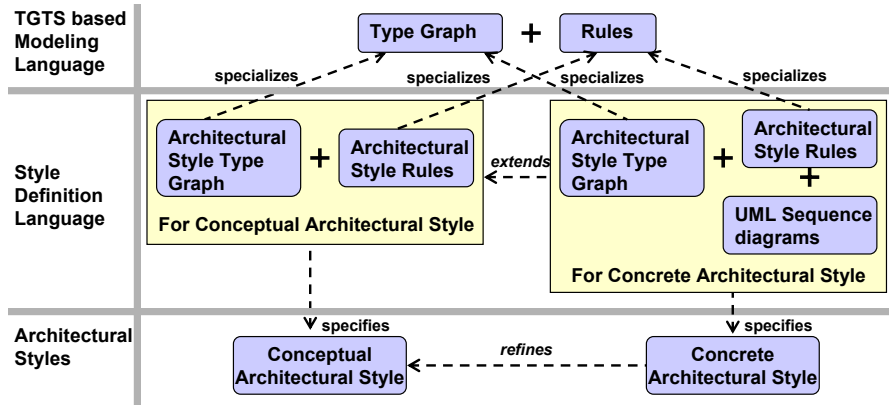 TGTS based
Modeling
Language
Type Graph
+
Rules
specializes
specializes
specializes
specializes
Style
Definition
Language
Architectural
Style Type
Graph
+
Architectural
Style Rules
For Conceptual Architectural Style
extends
Architectural
Style Type
Graph
+
Architectural
Style Rules
+
UML Sequence
diagrams
For Concrete Architectural Style
Architectural
Styles
specifies
specifies
Conceptual
Architectural Style
refines
Concrete
Architectural Style